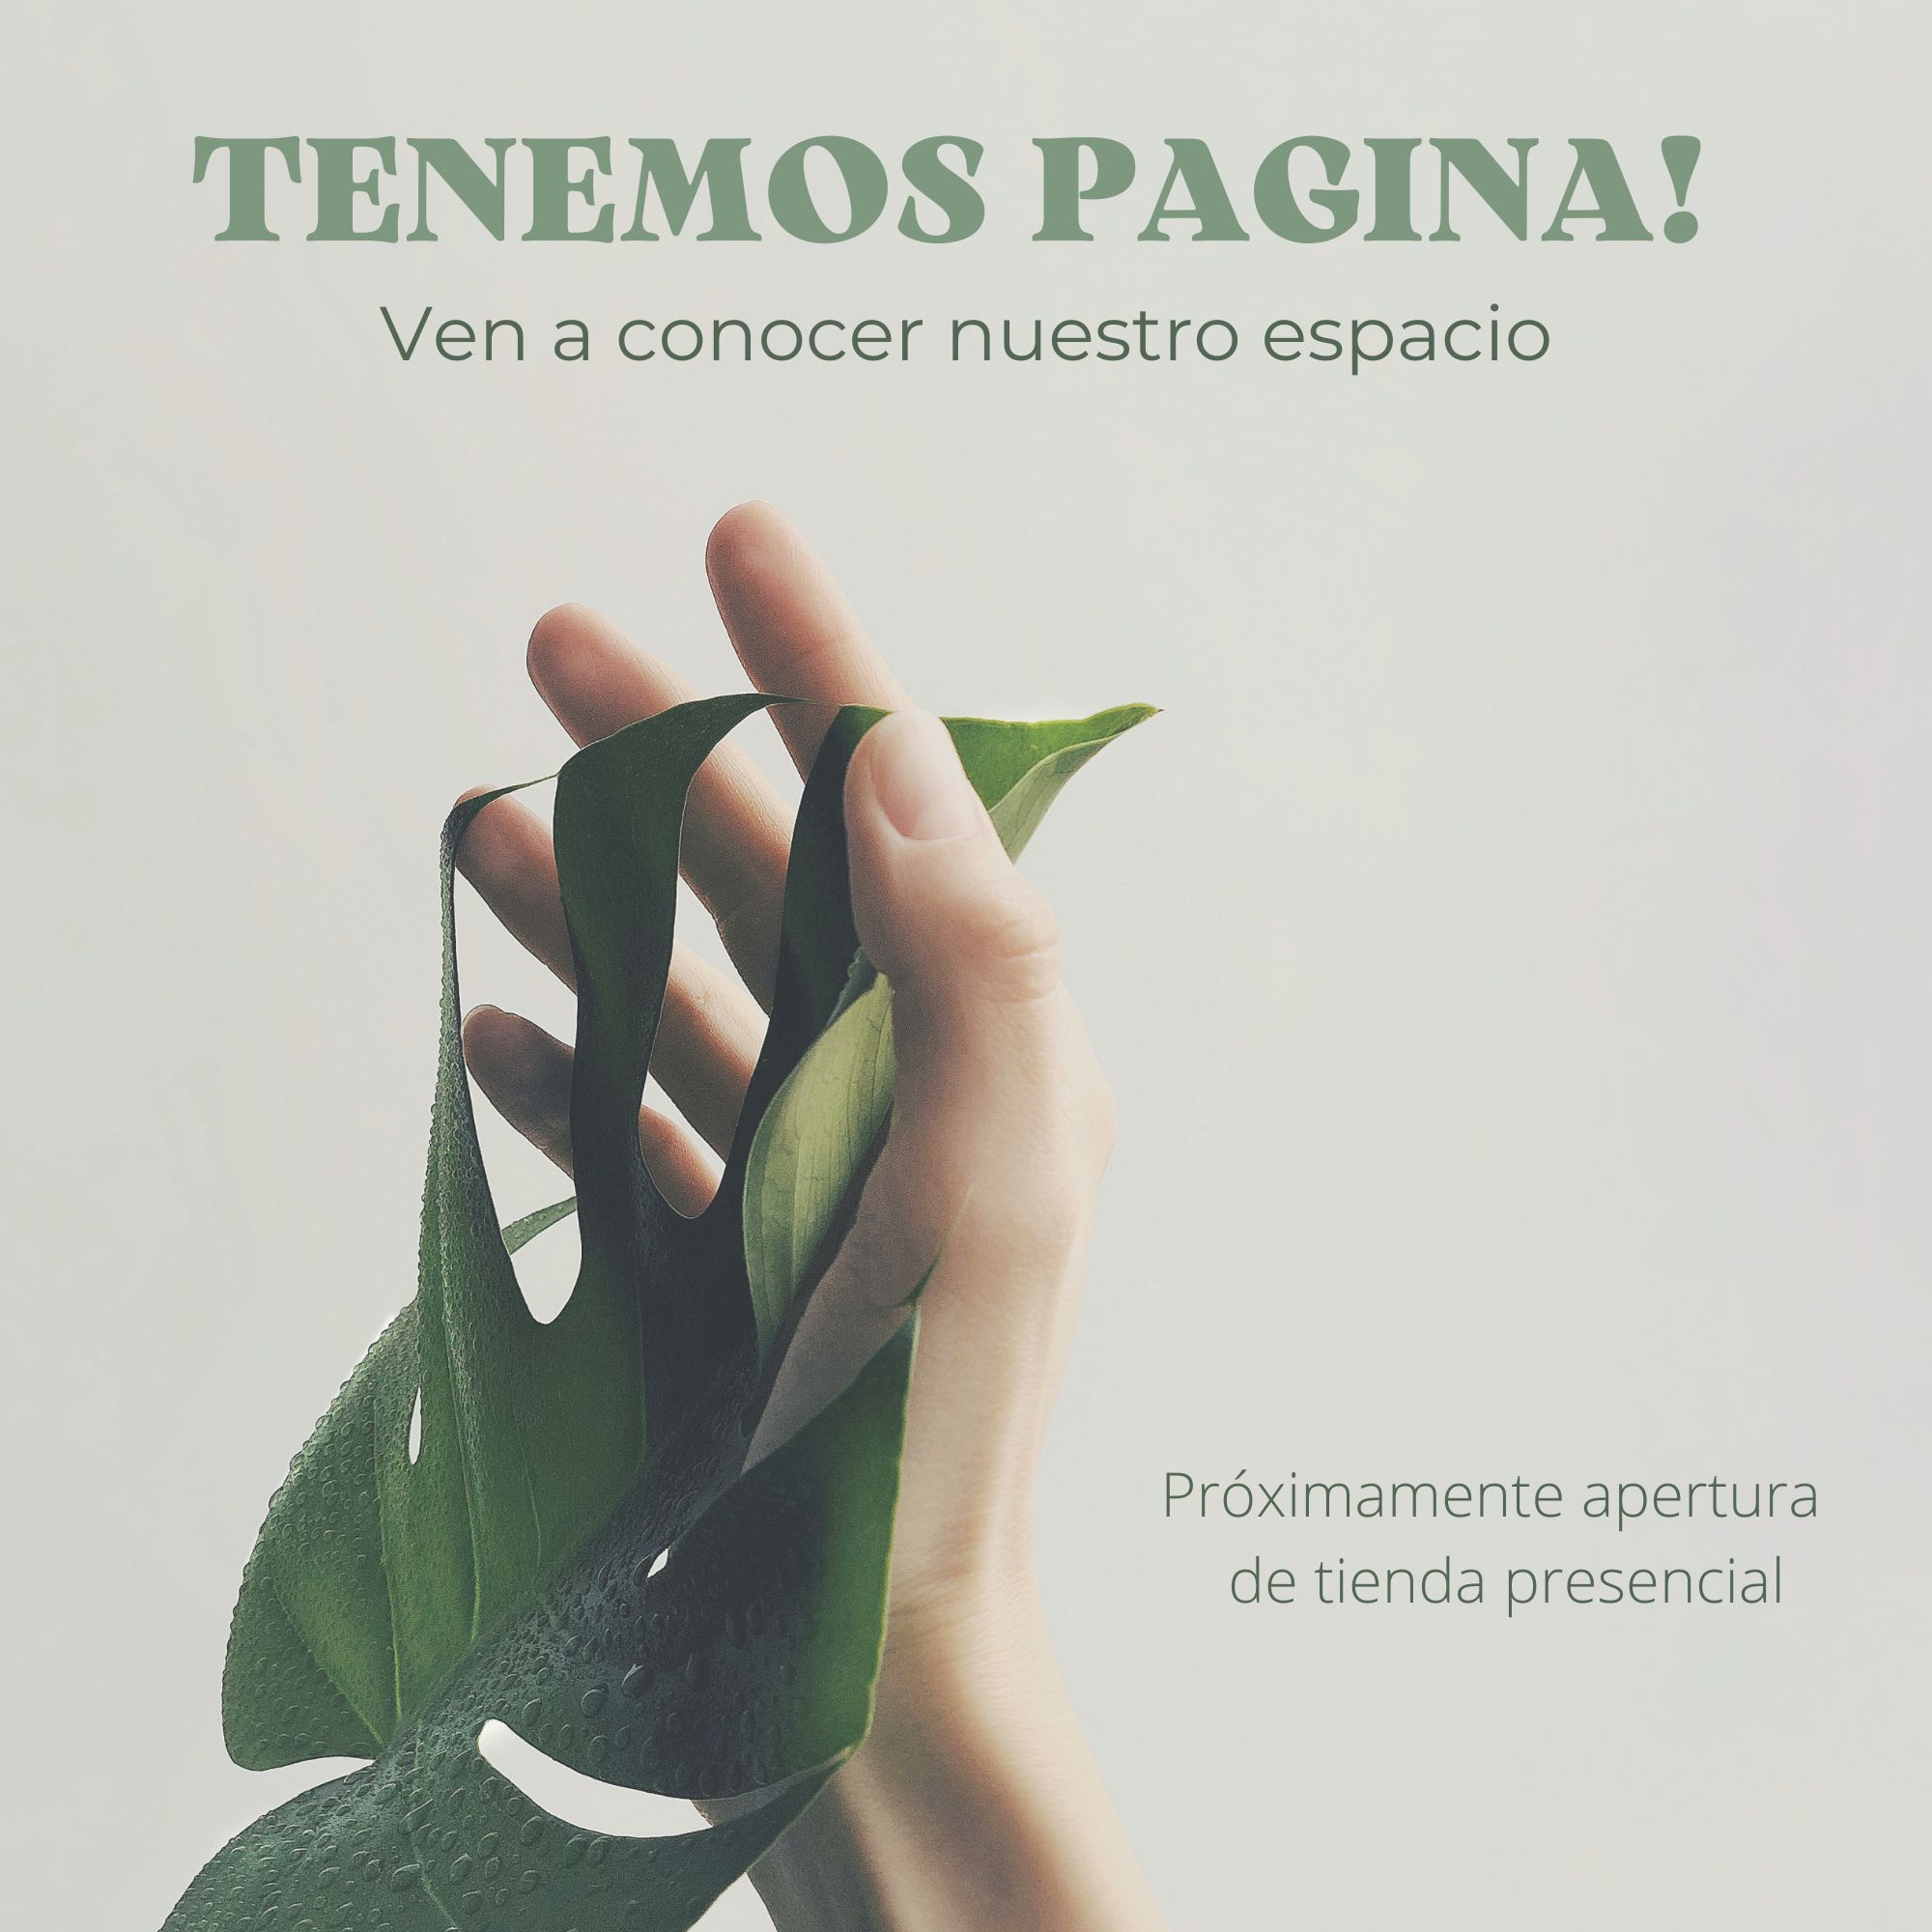 TENEMOS PAGINA!
Ven a conocer nuestro espacio
Próximamente apertura
de tienda presencial